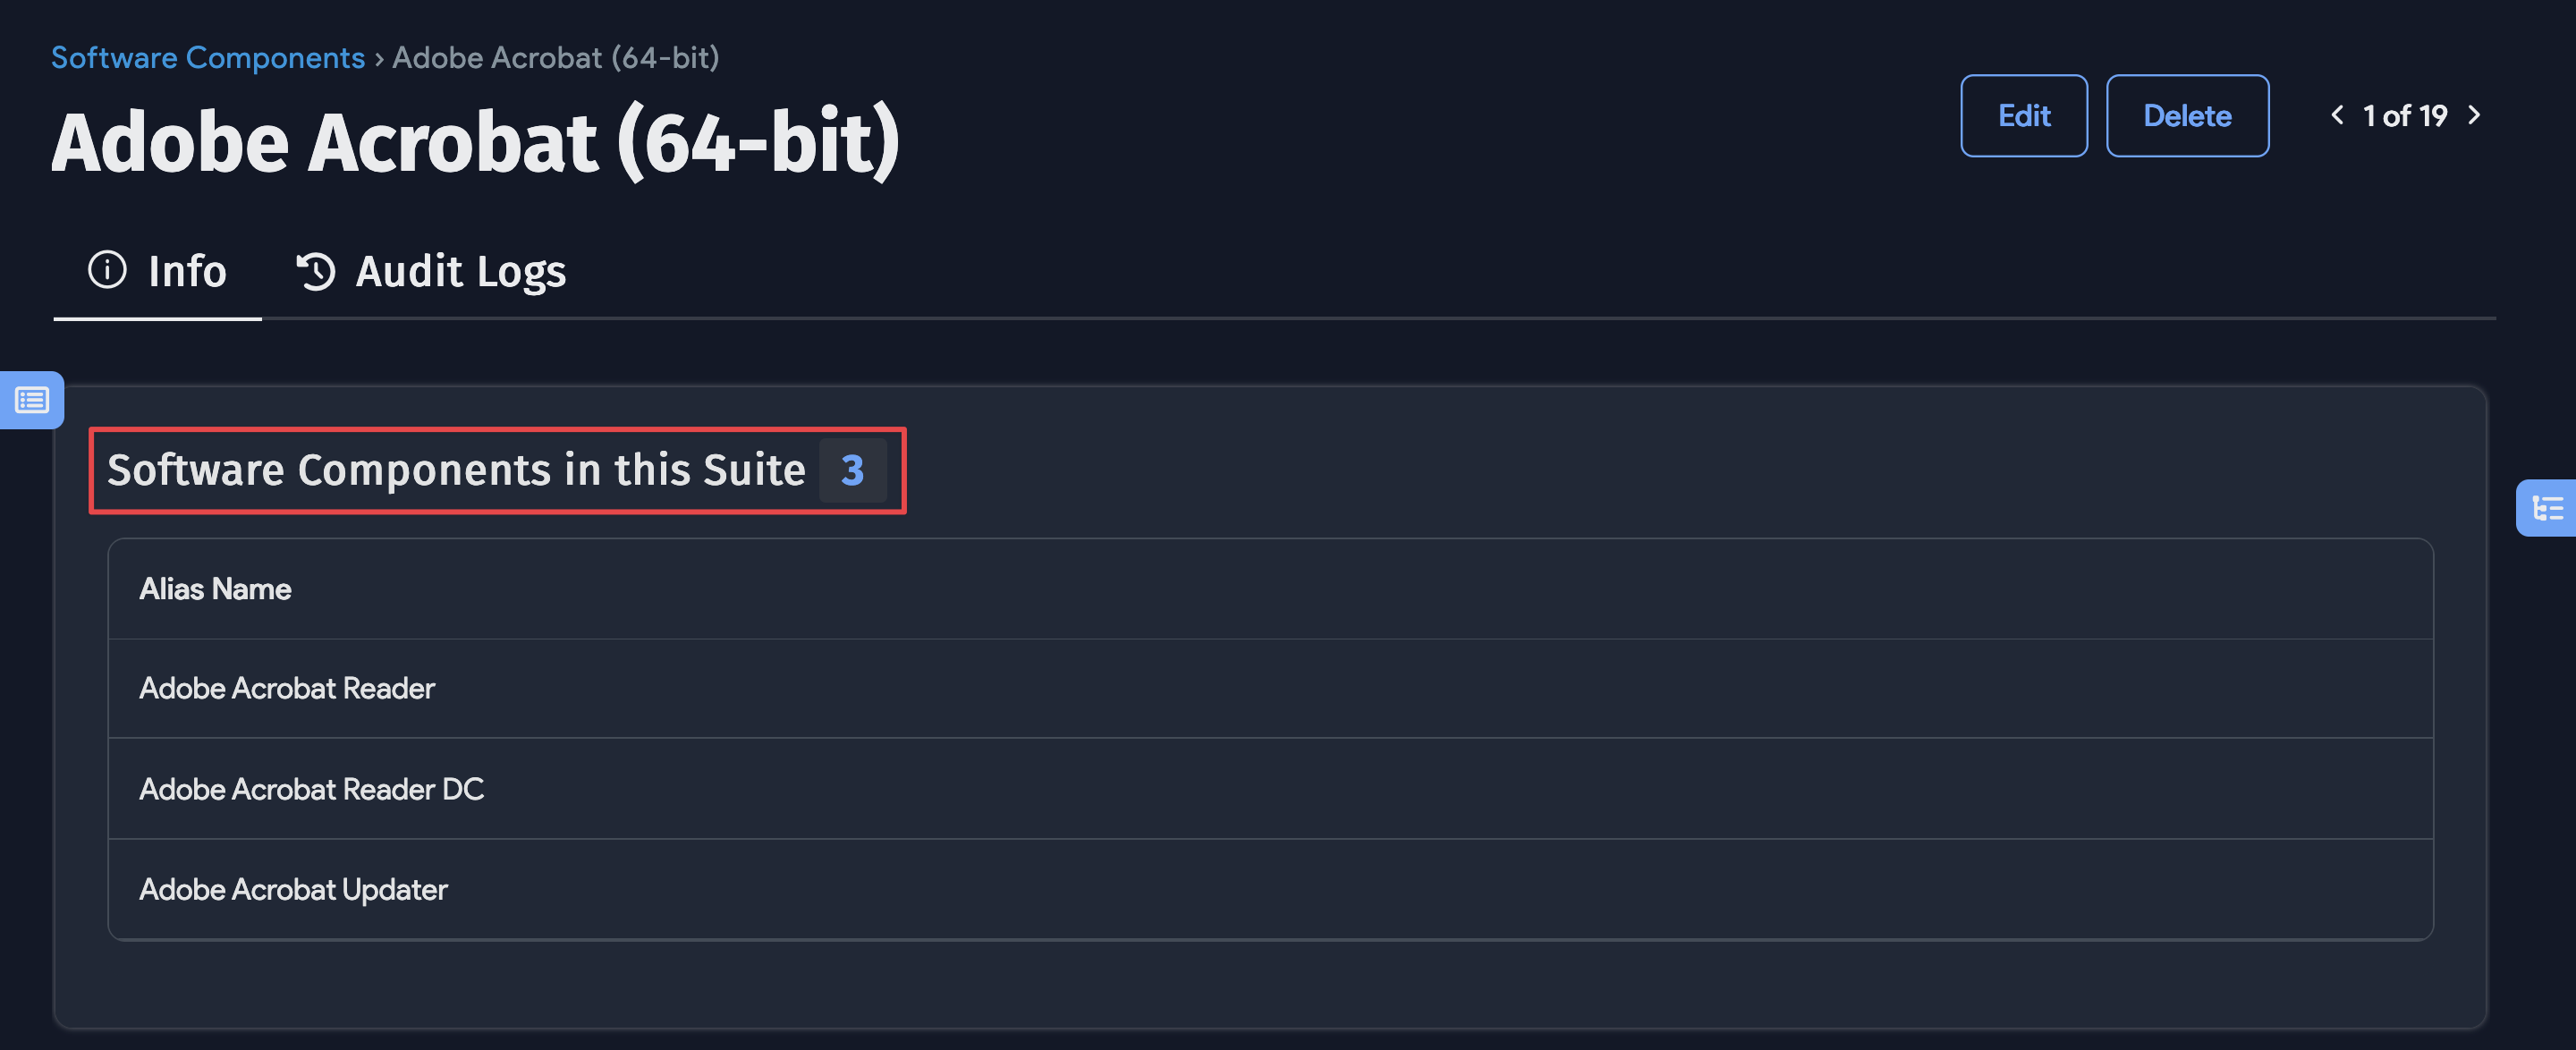 Software Components › Adobe Acrobat (64-bit)
Adobe Acrobat (64-bit)
Edit
Delete
‹ 1 of 19 ›
Info
Audit Logs
Software Components in this Suite 3
Alias Name
Adobe Acrobat Reader
Adobe Acrobat Reader DC
Adobe Acrobat Updater